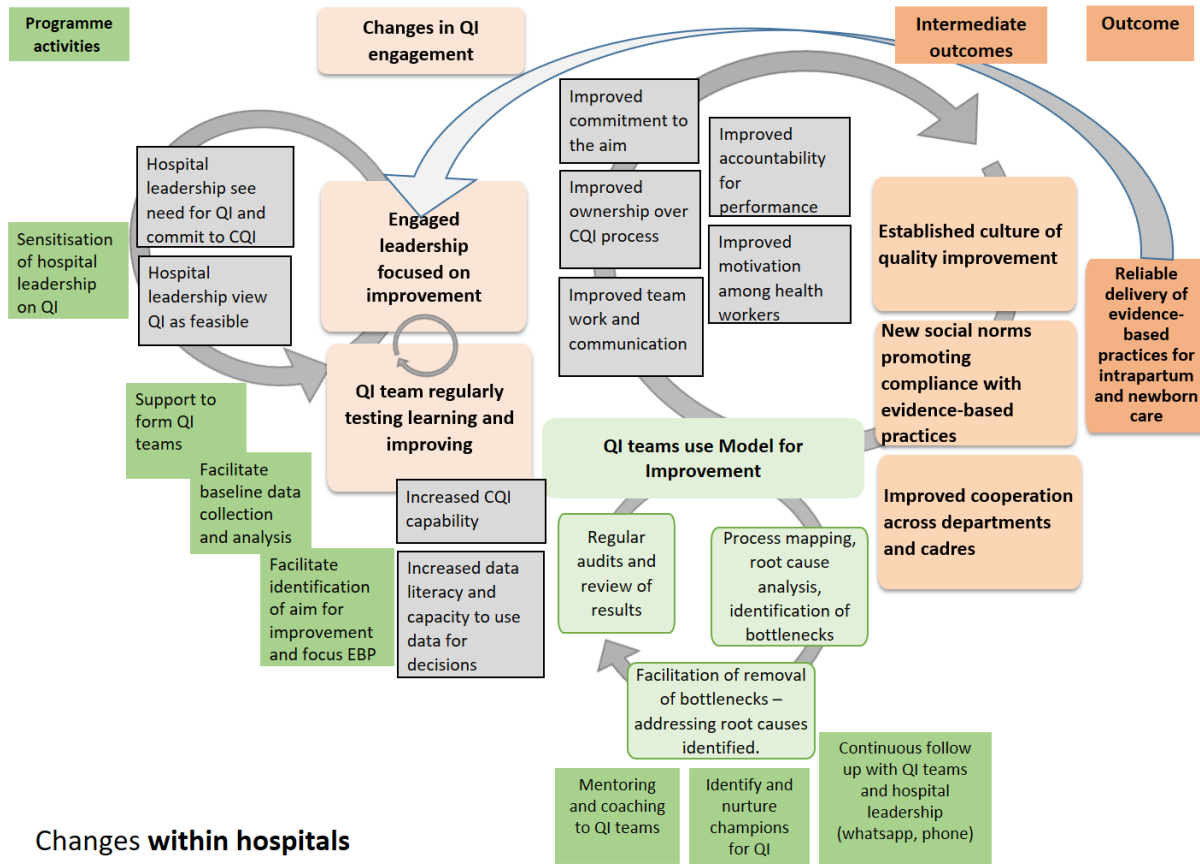 Programme
activities
Changes in QI
engagement
Intermediate
outcomes
Outcome
Hospital
leadership see
need for QI and
commit to CQI
Hospital
leadership view
QI as feasible
Sensitisation
of hospital
leadership
on QI
Engaged
leadership
focused on
improvement
QI team regularly
testing learning and
improving
Improved
commitment to
the aim
Improved
ownership over
CQI process
Improved team
work and
communication
Improved
accountability
for
performance
Improved
motivation
among health
workers
Established culture of
quality improvement
New social norms
promoting
compliance with
evidence-based
practices
Improved cooperation
across departments
and cadres
Reliable
delivery of
evidence-
based
practices for
intrapartum
and newborn
care
Support to
form QI
teams
Facilitate
baseline data
collection
and analysis
Facilitate
identification
of aim for
improvement
and focus EBP
Increased CQI
capability
Increased data
literacy and
capacity to use
data for
decisions
QI teams use Model for
Improvement
Regular
audits and
review of
results
Process mapping,
root cause
analysis,
identification of
bottlenecks
Facilitation of removal
of bottlenecks –
addressing root causes
identified.
Mentoring
and coaching
to QI teams
Identify and
nurture
champions
for QI
Continuous follow
up with QI teams
and hospital
leadership
(whatsapp, phone)
Changes within hospitals